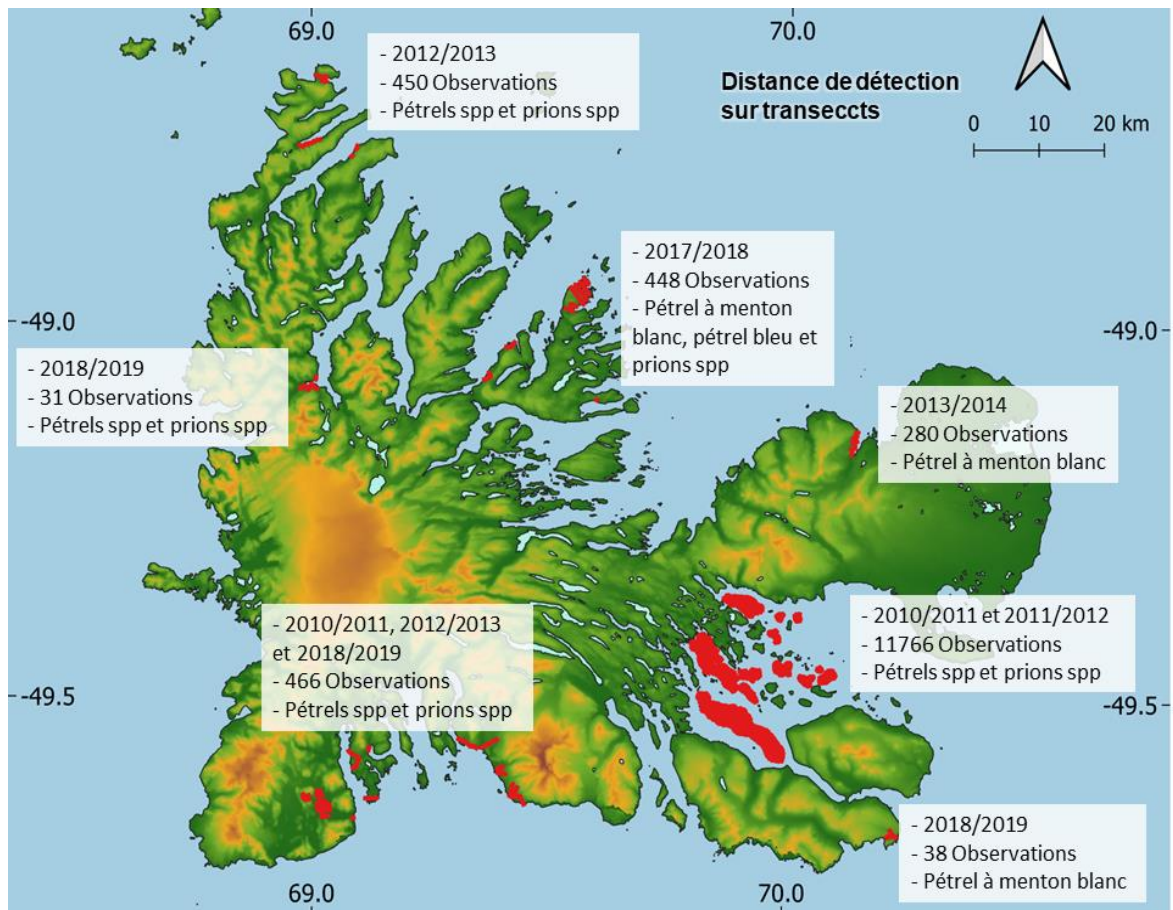 69.0
70.0
- 2012/2013
- 450 Observations
- Pétrels spp et prions spp
Distance de détection
sur transeccts
0 10 20 km
- 2017/2018
- 448 Observations
- Pétrel à menton
blanc, pétrel bleu et
prions spp
-49.0
-49.0
- 2018/2019
- 31 Observations
- Pétrels spp et prions spp
- 2013/2014
- 280 Observations
- Pétrel à menton blanc
- 2010/2011, 2012/2013
et 2018/2019
- 466 Observations
- Pétrels spp et prions spp
- 2010/2011 et 2011/2012
- 11766 Observations
- Pétrels spp et prions spp
-49.5
-49.5
- 2018/2019
- 38 Observations
- Pétrel à menton blanc
69.0
70.0